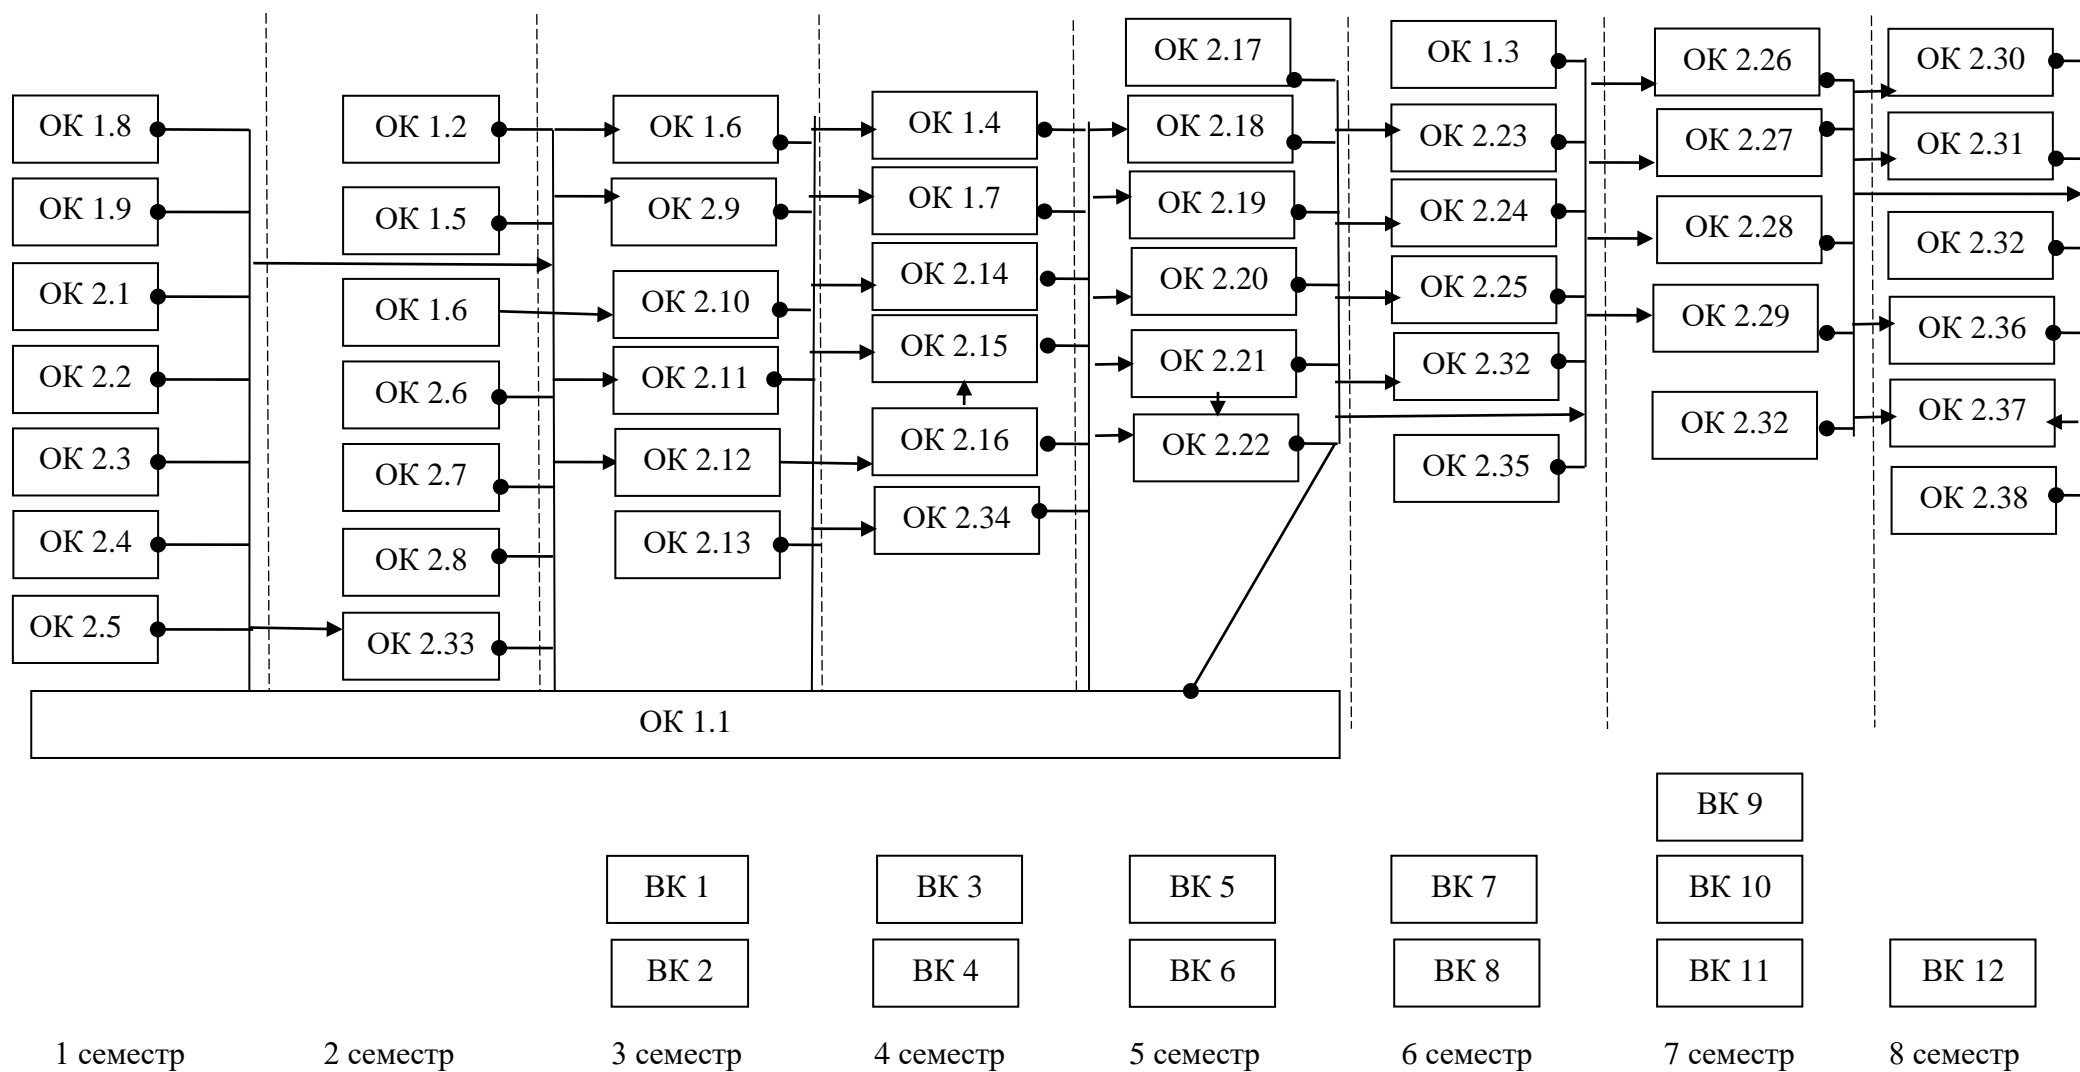 ОК 1.8
ОК 1.9
ОК 2.1
ОК 2.2
ОК 2.3
ОК 2.4
ОК 2.5
ОК 1.2
ОК 1.5
ОК 1.6
ОК 2.6
ОК 2.7
ОК 2.8
ОК 2.33
ОК 1.6
ОК 2.9
ОК 2.10
ОК 2.11
ОК 2.12
ОК 2.13
ОК 1.4
ОК 1.7
ОК 2.14
ОК 2.15
ОК 2.16
ОК 2.34
ОК 2.17
ОК 2.18
ОК 2.19
ОК 2.20
ОК 2.21
ОК 2.22
ОК 1.3
ОК 2.23
ОК 2.24
ОК 2.25
ОК 2.32
ОК 2.35
ОК 2.26
ОК 2.27
ОК 2.28
ОК 2.29
ОК 2.32
ОК 2.30
ОК 2.31
ОК 2.32
ОК 2.36
ОК 2.37
ОК 2.38
ОК 1.1
ВК 1
ВК 2
ВК 3
ВК 4
ВК 5
ВК 6
ВК 7
ВК 8
ВК 9
ВК 10
ВК 11
ВК 12
1 семестр
2 семестр
3 семестр
4 семестр
5 семестр
6 семестр
7 семестр
8 семестр